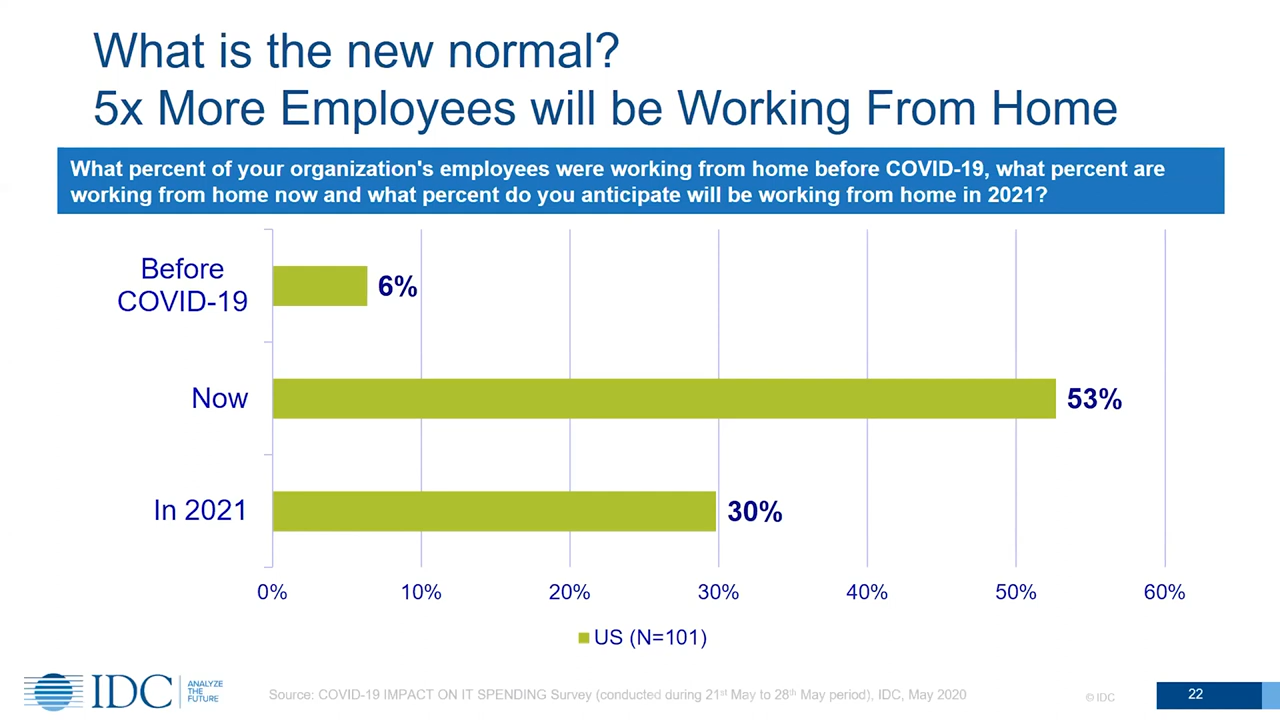 What is the new normal?
5x More Employees will be Working From Home
What percent of your organization's employees were working from home before COVID-19, what percent are
working from home now and what percent do you anticipate will be working from home in 2021?
Before
COVID-19
6%
Now
53%
In 2021
30%
0% 10% 20% 30% 40% 50% 60%
US (N=101)
IDC
ANALYZE
THE
FUTURE
Source: COVID-19 IMPACT ON IT SPENDING Survey (conducted during 21st May to 28th May period), IDC, May 2020
© IDC
22